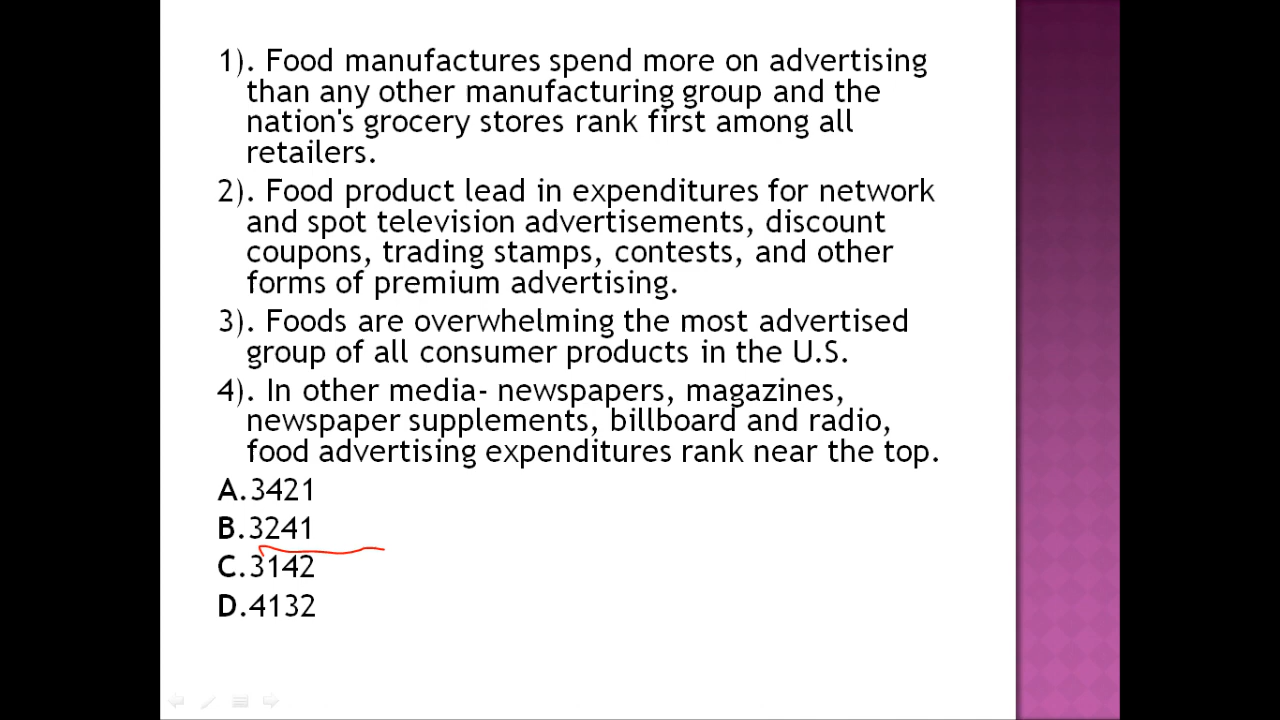 1). Food manufactures spend more on advertising
than any other manufacturing group and the
nation's grocery stores rank first among all
retailers.
2). Food product lead in expenditures for network
and spot television advertisements, discount
coupons, trading stamps, contests, and other
forms of premium advertising.
3). Foods are overwhelming the most advertised
group of all consumer products in the U.S.
4). In other media- newspapers, magazines,
newspaper supplements, billboard and radio,
food advertising expenditures rank near the top.
A.3421
B.3241
C.3142
D.4132